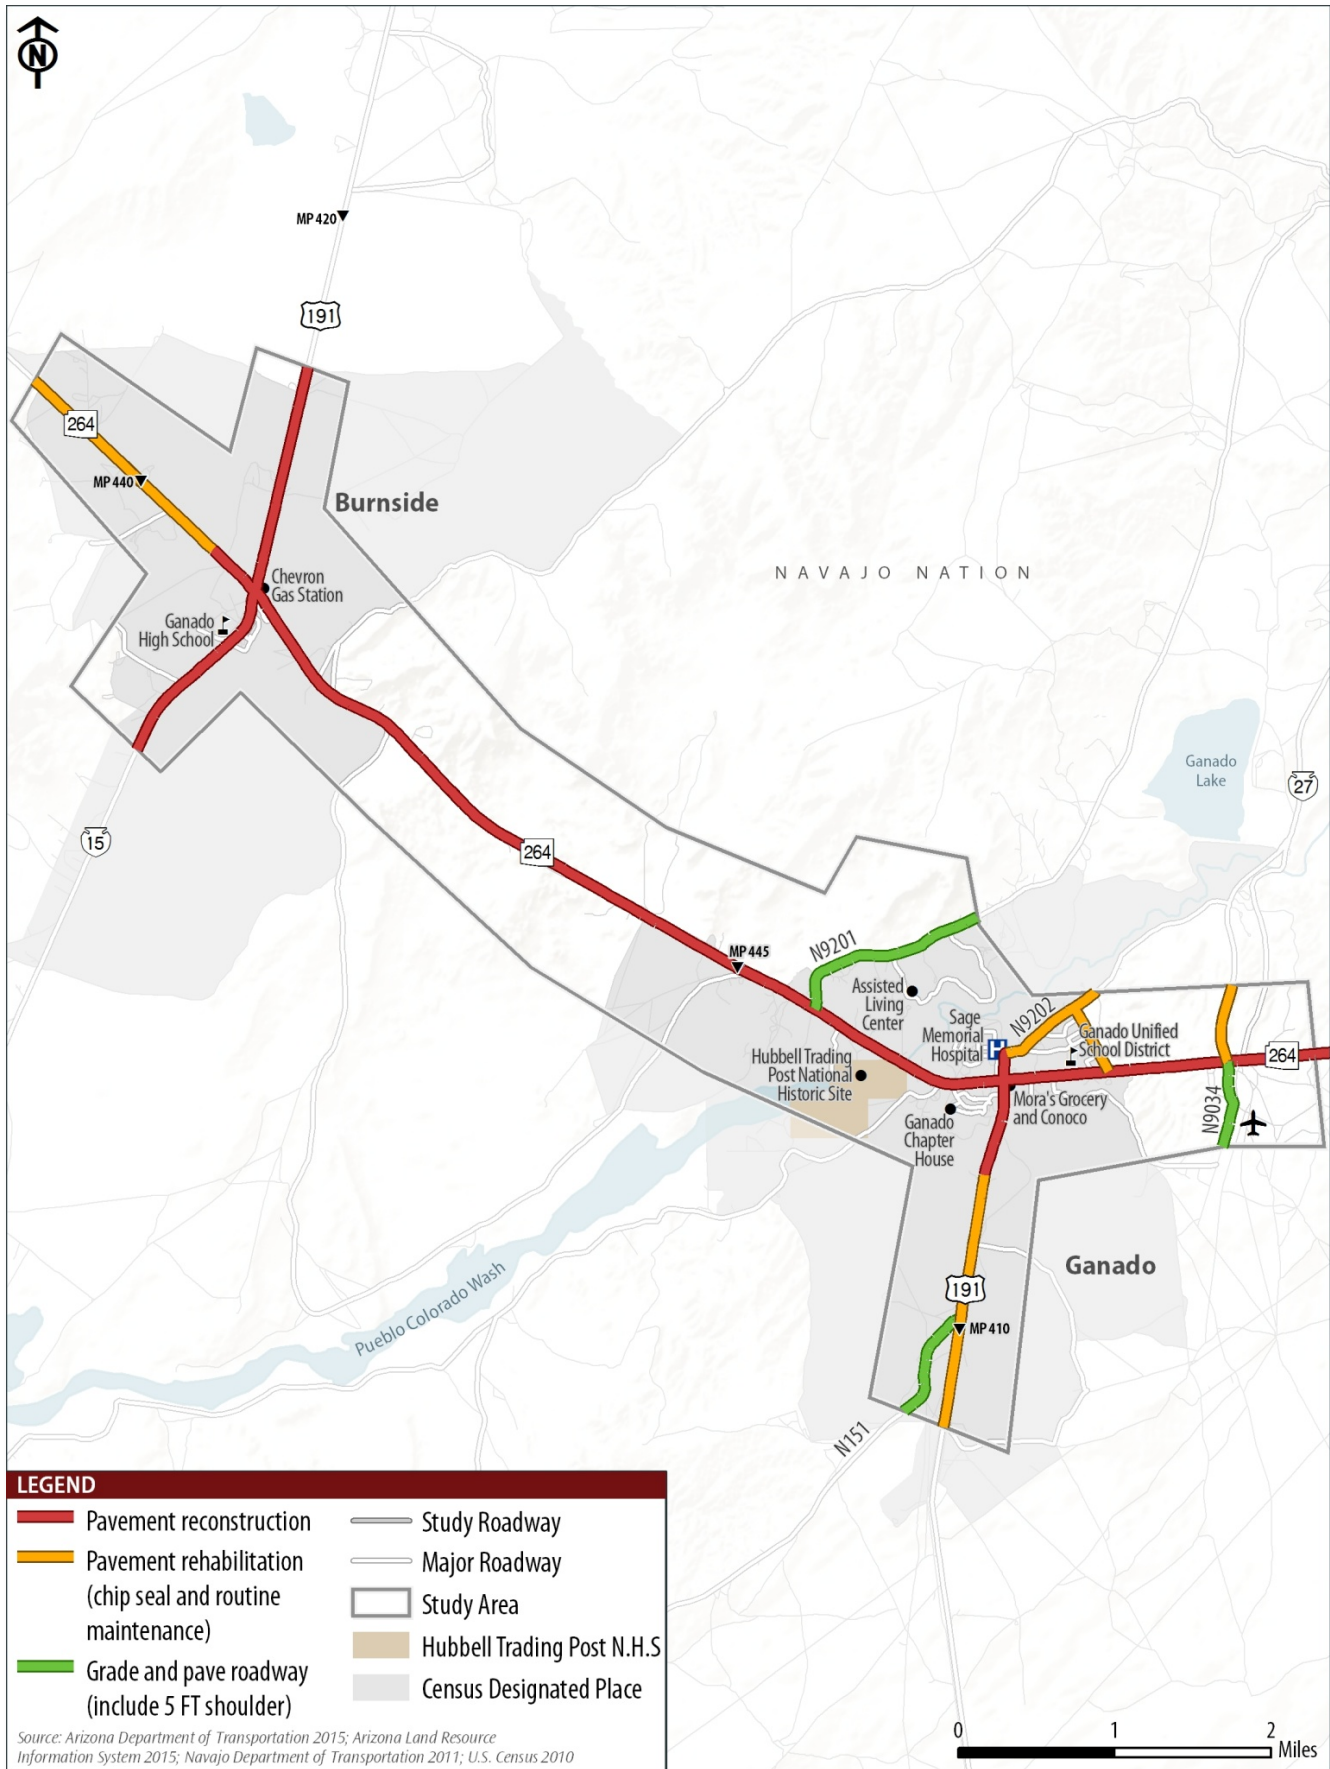 N
MP 420
191
264
MP 440
Burnside
Chevron
Gas Station
Ganado
High School
NAVAJO NATION
Ganado
Lake
27
15
264
MP 445
N9201
Assisted
Living
Center
Sage
Memorial
Hospital
H
N9202
Ganado Unified
School District
264
Hubbell Trading
Post National
Historic Site
Mora's Grocery
and Conoco
N9034
Ganado
Chapter
House
Ganado
191
MP 410
Pueblo Colorado Wash
N151
LEGEND
Pavement reconstruction
Pavement rehabilitation
(chip seal and routine
maintenance)
Grade and pave roadway
(include 5 FT shoulder)
Study Roadway
Major Roadway
Study Area
Hubbell Trading Post N.H.S
Census Designated Place
Source: Arizona Department of Transportation 2015; Arizona Land Resource
Information System 2015; Navajo Department of Transportation 2011; U.S. Census 2010
0 1 2
Miles